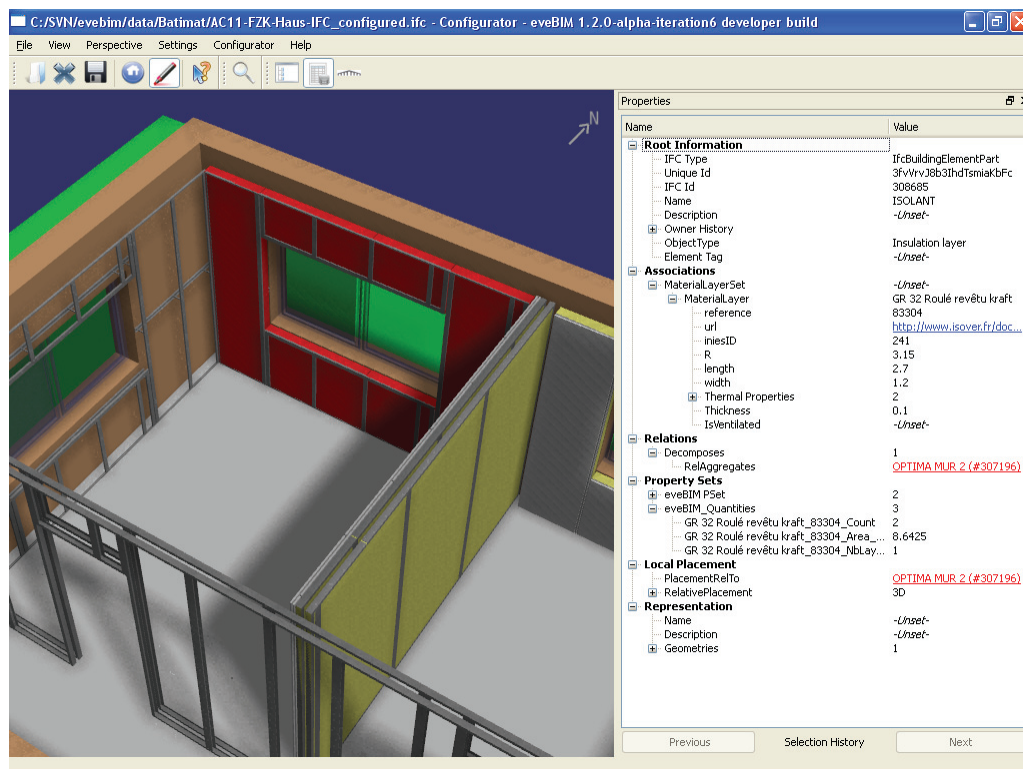 C:/SVN/evebim/data/Batimat/AC11-FZK-Haus-IFC_configured.ifc - Configurator - eveBIM 1.2.0-alpha-iteration6 developer build
File View Perspective Settings Configurator Help
N
Properties
Name Value
Root Information
IFC Type IfcBuildingElementPart
Unique Id 3fvVrvJ8b3IhdTsmiaKbFc
IFC Id 308685
Name ISOLANT
Description -Unset-
Owner History
ObjectType Insulation layer
Element Tag -Unset-
Associations
MaterialLayerSet -Unset-
MaterialLayer GR 32 Roulé revêtu kraft
reference 83304
url http://www.isover.fr/doc...
iniesID 241
R 3.15
length 2.7
width 1.2
Thermal Properties 2
Thickness 0.1
IsVentilated -Unset-
Relations
Decomposes 1
RelAggregates OPTIMA MUR 2 (#307196)
Property Sets
eveBIM PSet 2
eveBIM_Quantities 3
GR 32 Roulé revêtu kraft_83304_Count 2
GR 32 Roulé revêtu kraft_83304_Area_... 8.6425
GR 32 Roulé revêtu kraft_83304_NbLay... 1
Local Placement
PlacementRelTo OPTIMA MUR 2 (#307196)
RelativePlacement 3D
Representation
Name -Unset-
Description -Unset-
Geometries 1
Previous Selection History Next